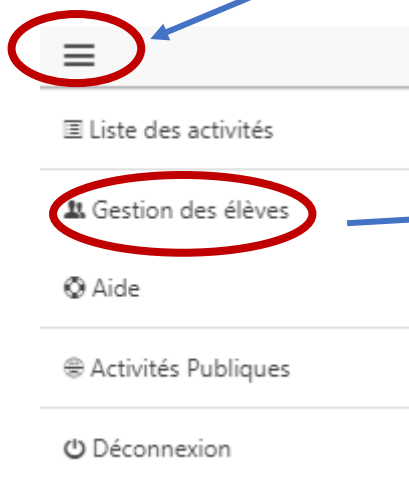 Liste des activités
Gestion des élèves
Aide
Activités Publiques
Déconnexion